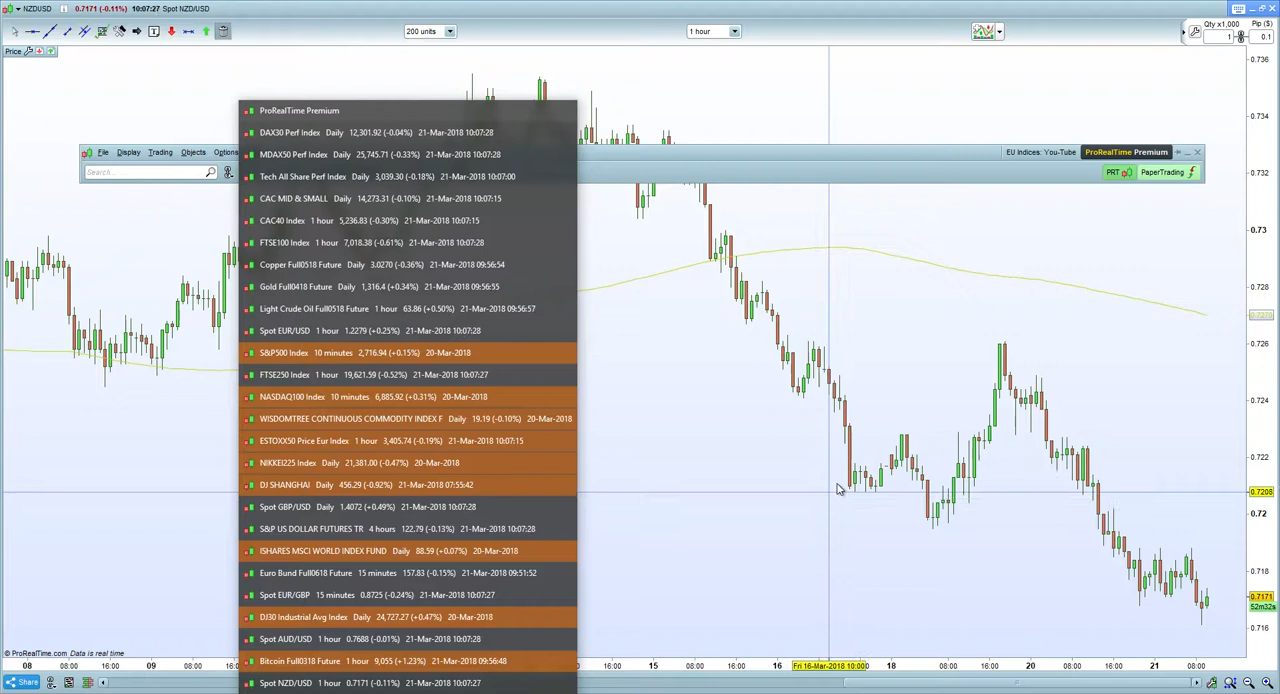 NZDUSD 0.7171 (-0.11%) 10:07:27 Spot NZD/USD
Qty x1,000 Pip ($)
200 units 1 hour 1 0.1
Price
0.736
0.734
0.732
0.73
0.728
0.7270
0.726
0.724
0.722
0.7208
0.72
0.718
0.7171
52m32s
0.716
ProRealTime Premium
DAX30 Perf Index Daily 12,301.92 (-0.04%) 21-Mar-2018 10:07:28
MDAX50 Perf Index Daily 25,745.71 (-0.33%) 21-Mar-2018 10:07:28
Tech All Share Perf Index Daily 3,039.30 (-0.18%) 21-Mar-2018 10:07:00
CAC MID & SMALL Daily 14,273.31 (-0.10%) 21-Mar-2018 10:07:15
CAC40 Index 1 hour 5,236.83 (-0.30%) 21-Mar-2018 10:07:15
FTSE100 Index 1 hour 7,018.38 (-0.61%) 21-Mar-2018 10:07:28
Copper Full0518 Future Daily 3.0270 (-0.36%) 21-Mar-2018 09:56:54
Gold Full0418 Future Daily 1,316.4 (+0.34%) 21-Mar-2018 09:56:55
Light Crude Oil Full0518 Future 1 hour 63.86 (+0.50%) 21-Mar-2018 09:56:57
Spot EUR/USD 1 hour 1.2279 (+0.25%) 21-Mar-2018 10:07:28
S&P500 Index 10 minutes 2,716.94 (+0.15%) 20-Mar-2018
FTSE250 Index 1 hour 19,621.59 (-0.52%) 21-Mar-2018 10:07:27
NASDAQ100 Index 10 minutes 6,885.92 (+0.31%) 20-Mar-2018
WISDOMTREE CONTINUOUS COMMODITY INDEX F Daily 19.19 (-0.10%) 20-Mar-2018
ESTOXX50 Price Eur Index 1 hour 3,405.74 (-0.19%) 21-Mar-2018 10:07:15
NIKKEI225 Index Daily 21,381.00 (-0.47%) 20-Mar-2018
DJ SHANGHAI Daily 456.29 (-0.92%) 21-Mar-2018 07:55:42
Spot GBP/USD Daily 1.4072 (+0.49%) 21-Mar-2018 10:07:28
S&P US DOLLAR FUTURES TR 4 hours 122.79 (-0.13%) 21-Mar-2018 10:07:28
ISHARES MSCI WORLD INDEX FUND Daily 88.59 (+0.07%) 20-Mar-2018
Euro Bund Full0618 Future 15 minutes 157.83 (-0.15%) 21-Mar-2018 09:51:52
Spot EUR/GBP 15 minutes 0.8725 (-0.24%) 21-Mar-2018 10:07:27
DJ30 Industrial Avg Index Daily 24,727.27 (+0.47%) 20-Mar-2018
Spot AUD/USD 1 hour 0.7688 (-0.01%) 21-Mar-2018 10:07:28
Bitcoin Full0318 Future 1 hour 9,055 (+1.23%) 21-Mar-2018 09:56:48
Spot NZD/USD 1 hour 0.7171 (-0.11%) 21-Mar-2018 10:07:27
File Display Trading Objects Options
EU Indices: You-Tube ProRealTime Premium
Search...
PRT PaperTrading
© ProRealTime.com Data is real time
08 08:00 16:00 09 08:00 16:00 16:00 15 08:00 16:00 16 08:00 Fri 16-Mar-2018 10:00 18 16:00 20 08:00 16:00 21 08:00
Share